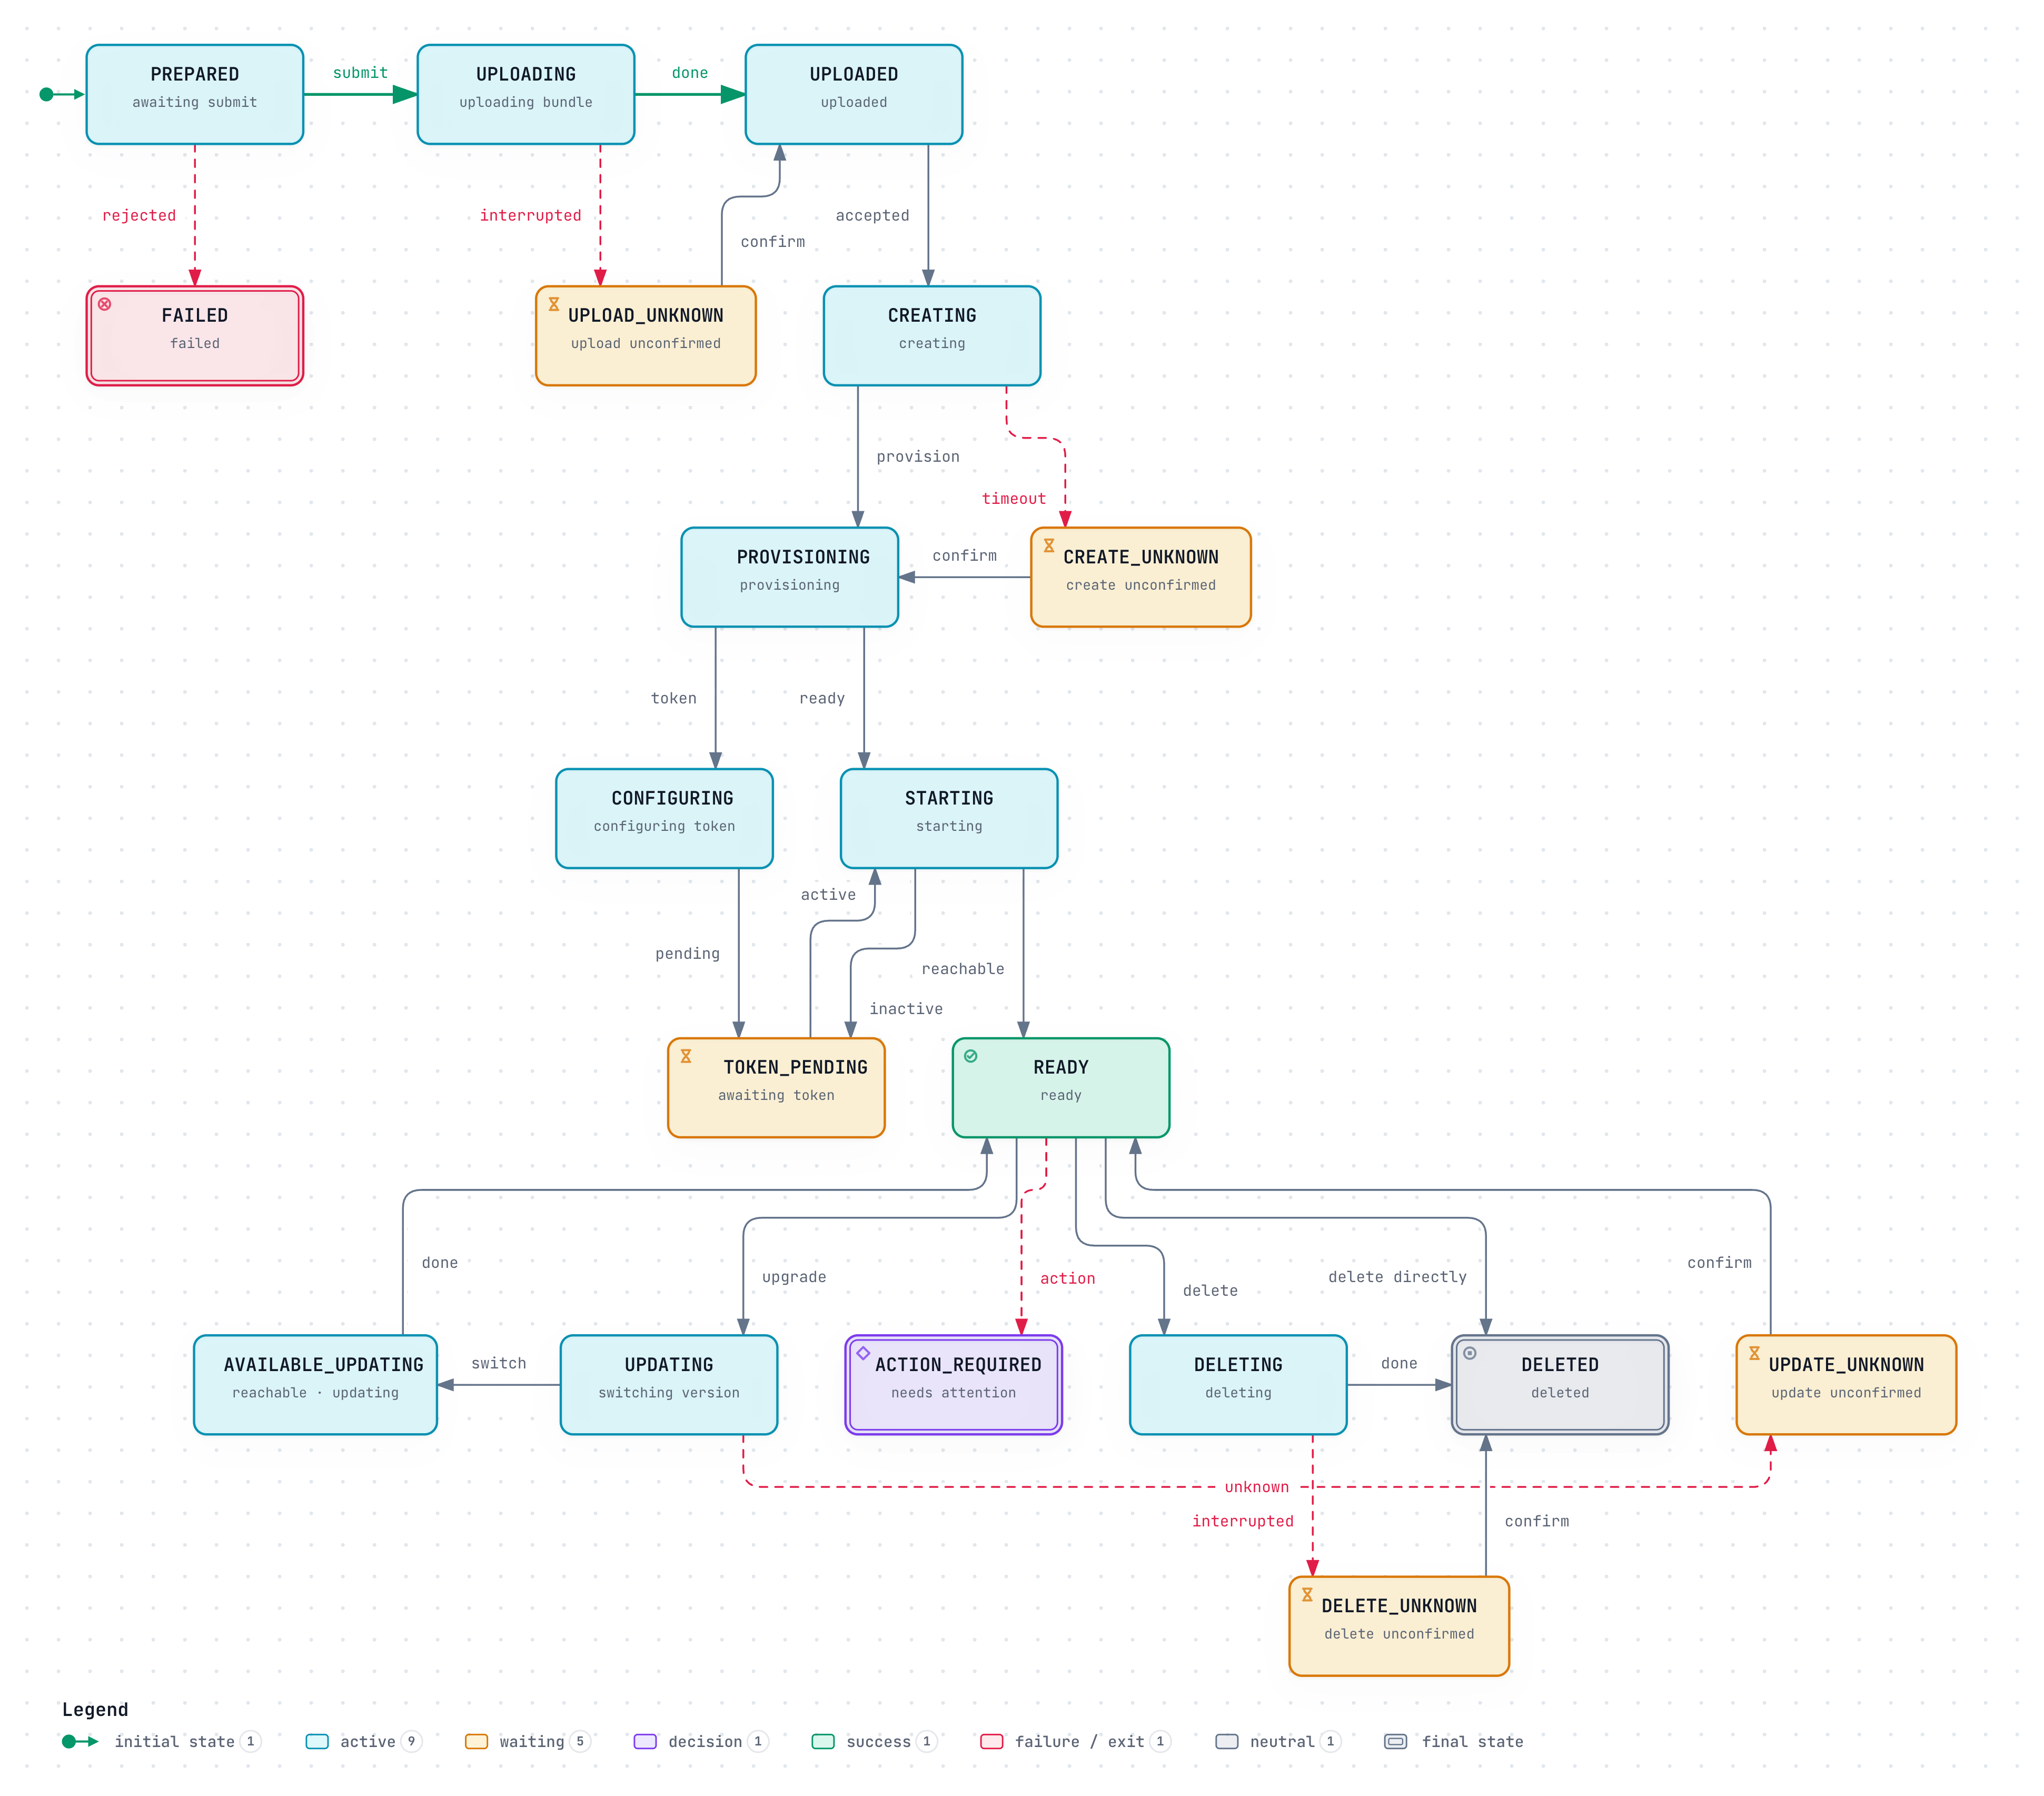 PREPARED
awaiting submit
submit
UPLOADING
uploading bundle
done
UPLOADED
uploaded
rejected
interrupted
confirm
accepted
FAILED
failed
UPLOAD_UNKNOWN
upload unconfirmed
CREATING
creating
provision
timeout
PROVISIONING
provisioning
confirm
CREATE_UNKNOWN
create unconfirmed
token
ready
CONFIGURING
configuring token
STARTING
starting
active
pending
reachable
inactive
TOKEN_PENDING
awaiting token
READY
ready
done
upgrade
action
delete
delete directly
confirm
AVAILABLE_UPDATING
reachable · updating
switch
UPDATING
switching version
ACTION_REQUIRED
needs attention
DELETING
deleting
done
DELETED
deleted
UPDATE_UNKNOWN
update unconfirmed
unknown
interrupted
confirm
DELETE_UNKNOWN
delete unconfirmed
Legend
initial state 1 active 9 waiting 5 decision 1 success 1 failure / exit 1 neutral 1 final state